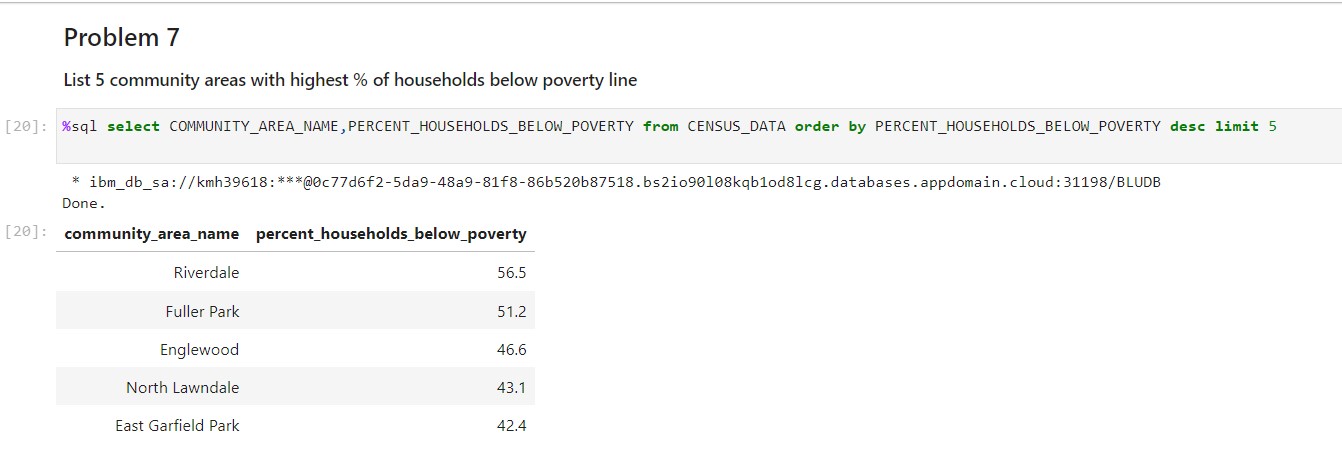 Problem 7
List 5 community areas with highest % of households below poverty line
[20]: %sql select COMMUNITY_AREA_NAME,PERCENT_HOUSEHOLDS_BELOW_POVERTY from CENSUS_DATA order by PERCENT_HOUSEHOLDS_BELOW_POVERTY desc limit 5
* ibm_db_sa://kmh39618:***@0c77d6f2-5da9-48a9-81f8-86b520b87518.bs2io90l08kqb1od8lcg.databases.appdomain.cloud:31198/BLUDB
Done.
[20]: community_area_name percent_households_below_poverty
Riverdale 56.5
Fuller Park 51.2
Englewood 46.6
North Lawndale 43.1
East Garfield Park 42.4